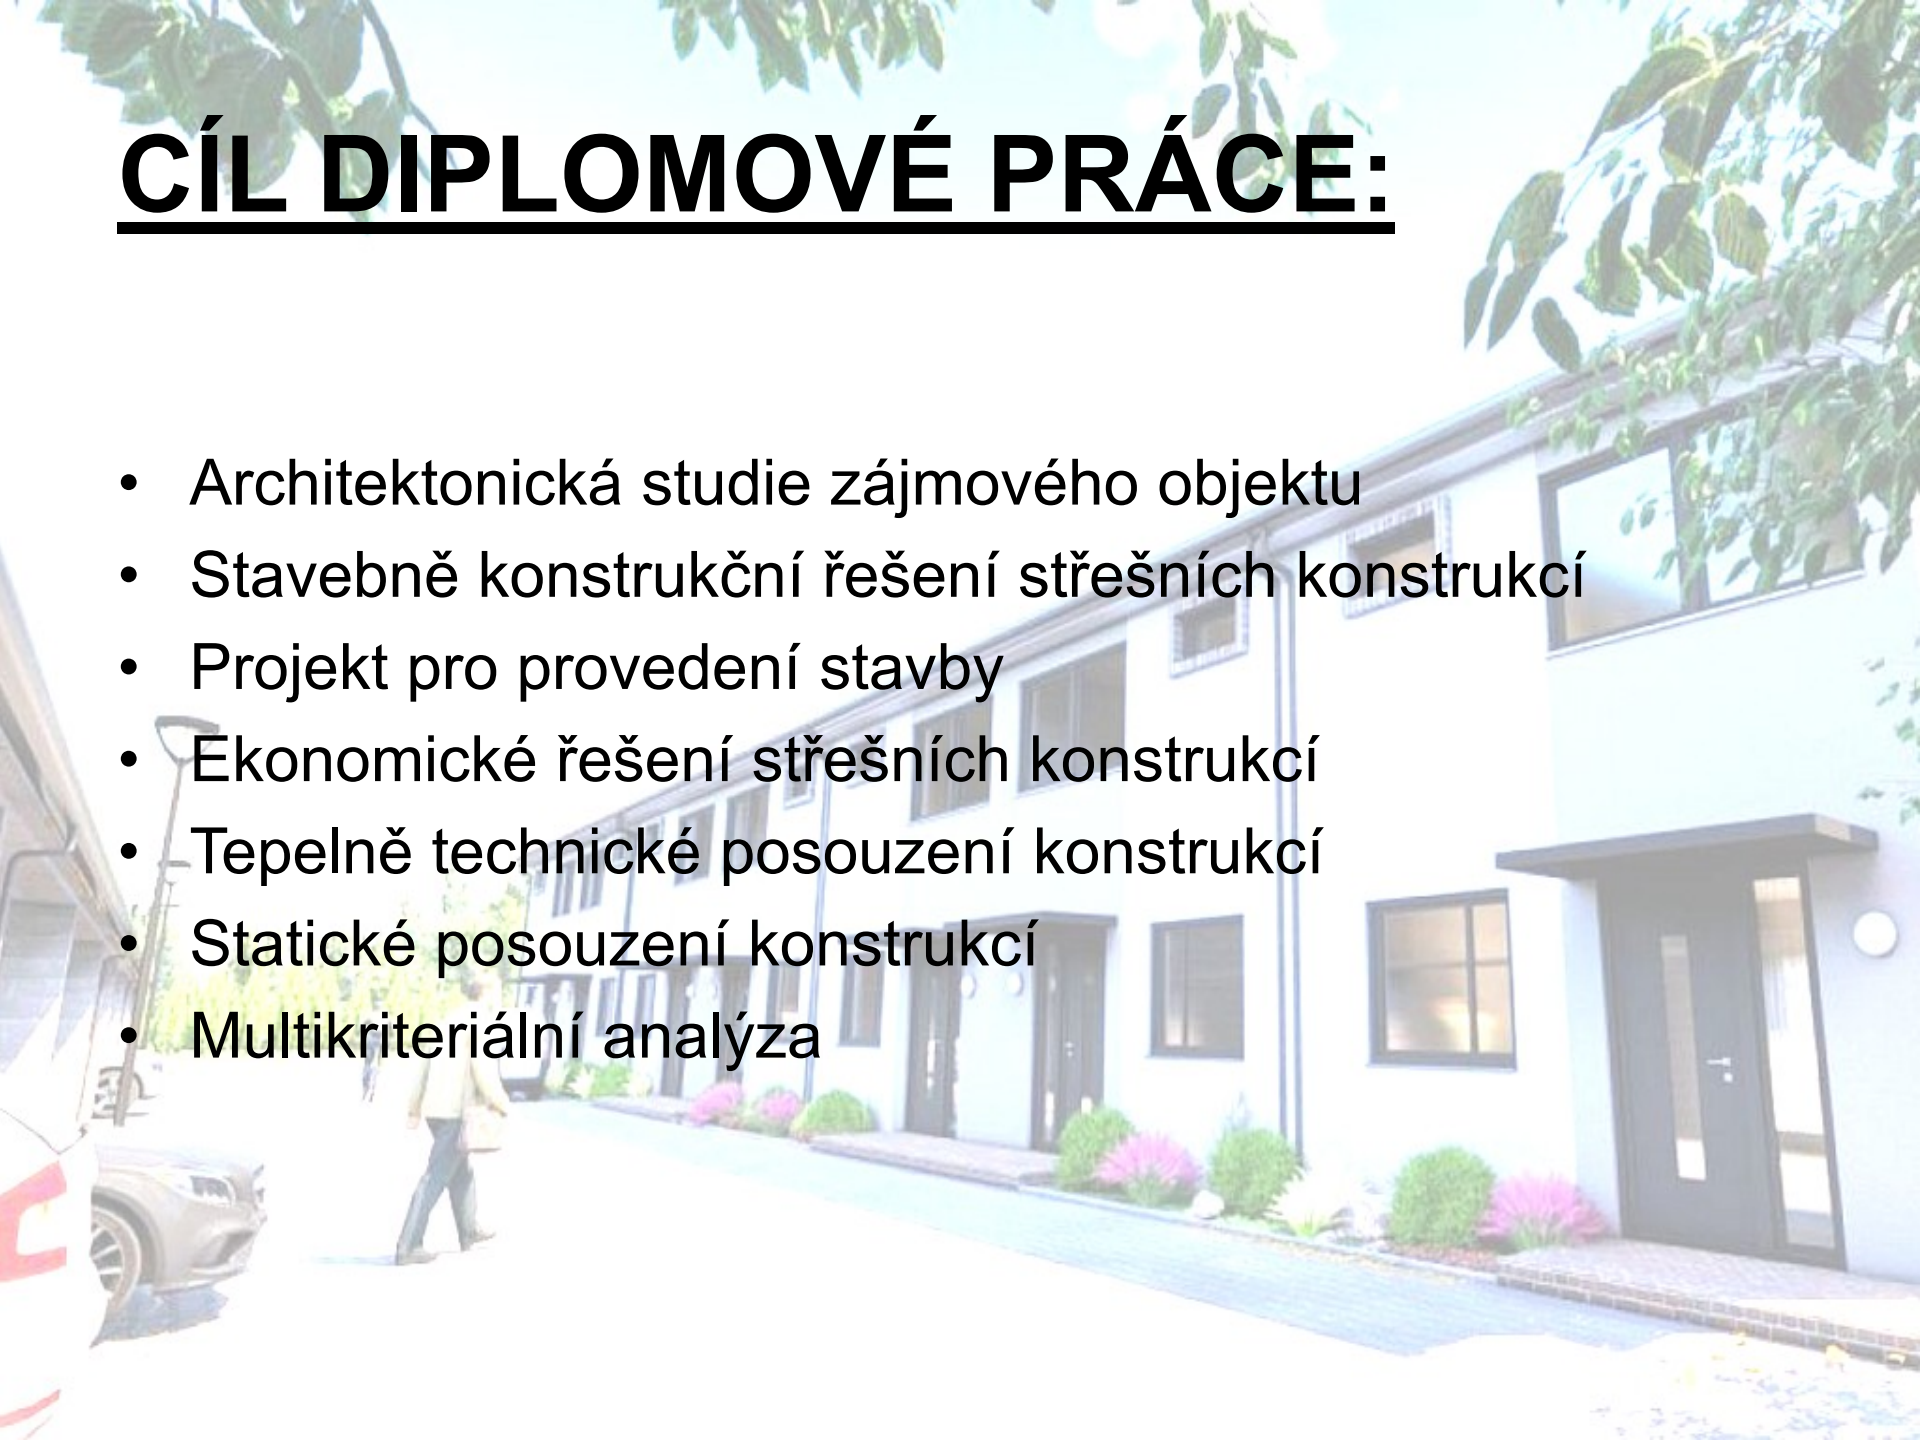 CÍL DIPLOMOVÉ PRÁCE:
• Architektonická studie zájmového objektu
• Stavebně konstrukční řešení střešních konstrukcí
• Projekt pro provedení stavby
• Ekonomické řešení střešních konstrukcí
• Tepelně technické posouzení konstrukcí
• Statické posouzení konstrukcí
• Multikriteriální analýza